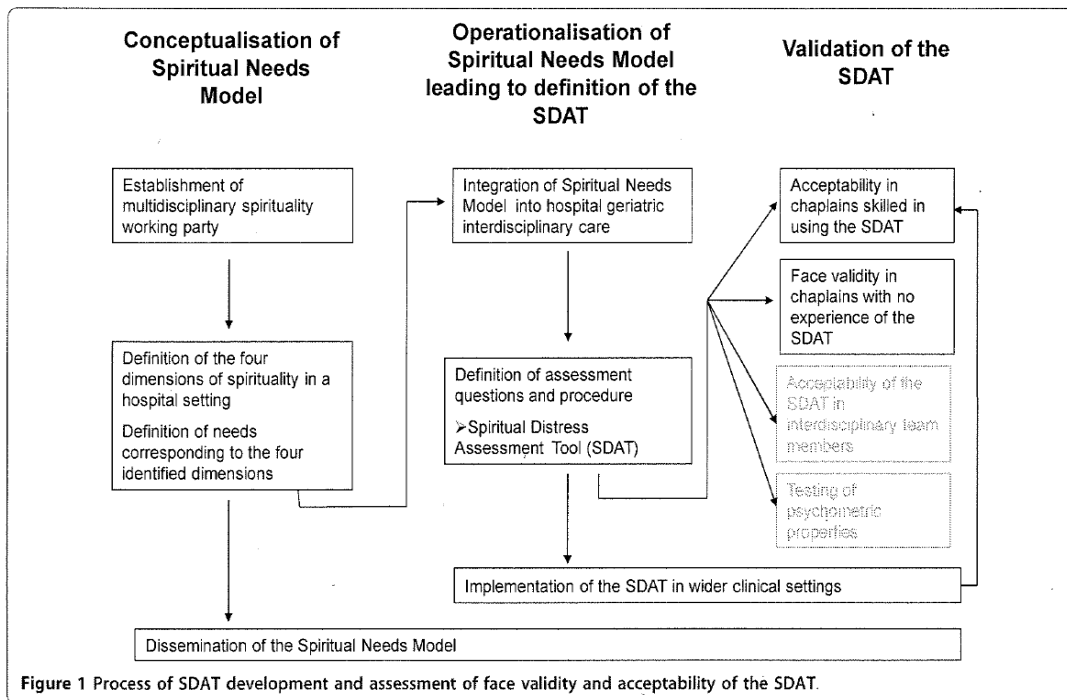 Conceptualisation of
Spiritual Needs
Model
Operationalisation of
Spiritual Needs Model
leading to definition of the
SDAT
Validation of the
SDAT
Establishment of
multidisciplinary spirituality
working party
Definition of the four
dimensions of spirituality in a
hospital setting
Definition of needs
corresponding to the four
identified dimensions
Integration of Spiritual Needs
Model into hospital geriatric
interdisciplinary care
Definition of assessment
questions and procedure
➢Spiritual Distress
Assessment Tool (SDAT)
Acceptability in
chaplains skilled in
using the SDAT
Face validity in
chaplains with no
experience of the
SDAT
Acceptability of the
SDAT in
interdisciplinary team
members
Testing of
psychometric
properties
Implementation of the SDAT in wider clinical settings
Dissemination of the Spiritual Needs Model
Figure 1 Process of SDAT development and assessment of face validity and acceptability of the SDAT.